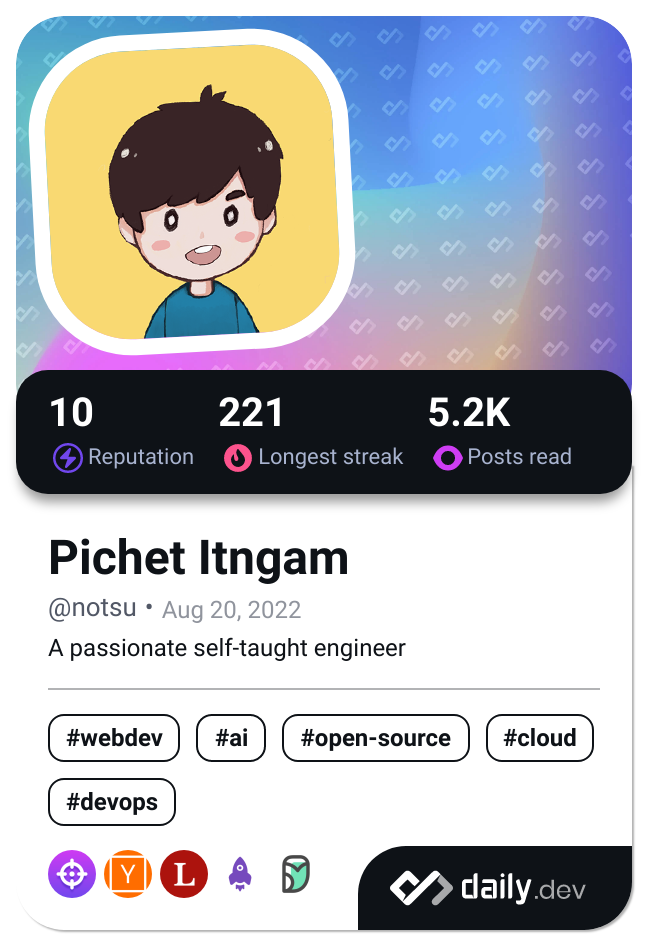 10 221 5.2K
Reputation Longest streak Posts read
Pichet Itngam
@notsu • Aug 20, 2022
A passionate self-taught engineer
#webdev #ai #open-source #cloud
#devops
Y L
daily.dev